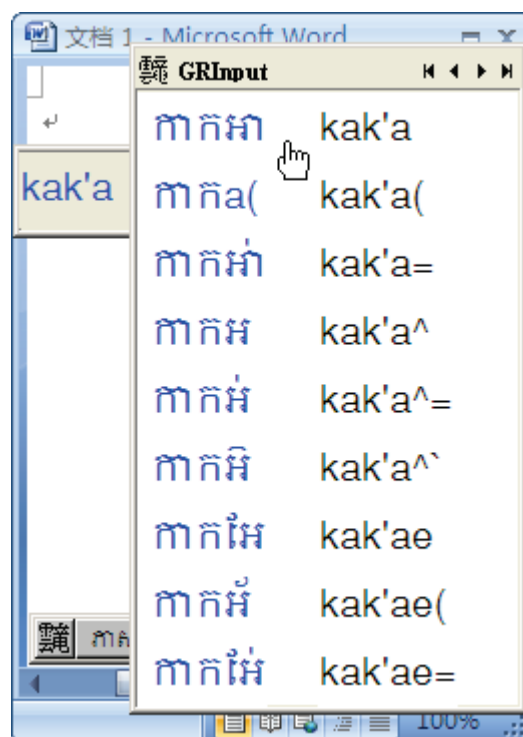 文档 1 - Microsoft Word
GRInput
kak'a
កាកអា kak'a
កាកa( kak'a(
កាកអា់ kak'a=
កាកអ kak'a^
កាកអ់ kak'a^=
កាកអ៊ kak'a^`
កាកអែ kak'ae
កាកអ័ kak'ae(
កាកអែ់ kak'ae=
100%